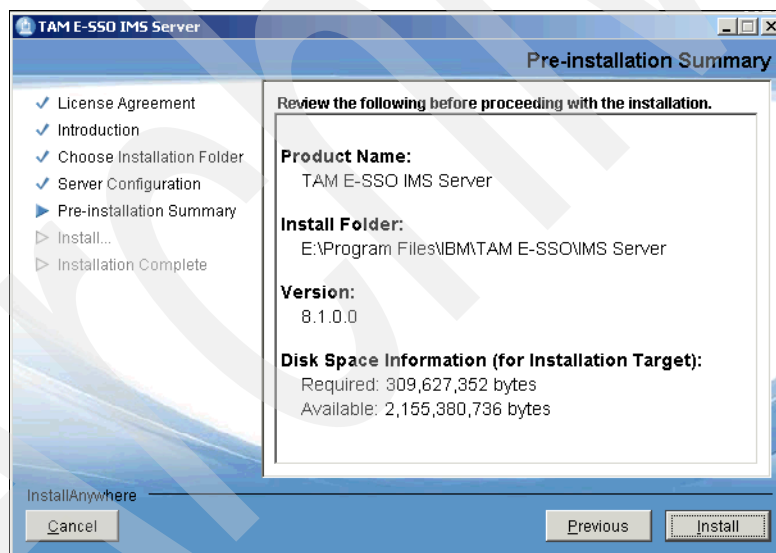 TAM E-SSO IMS Server
Pre-installation Summary
License Agreement
Introduction
Choose Installation Folder
Server Configuration
Pre-installation Summary
Install...
Installation Complete
Review the following before proceeding with the installation.
Product Name:
TAM E-SSO IMS Server
Install Folder:
E:\Program Files\IBM\TAM E-SSO\IMS Server
Version:
8.1.0.0
Disk Space Information (for Installation Target):
Required: 309,627,352 bytes
Available: 2,155,380,736 bytes
InstallAnywhere
Cancel
Previous
Install